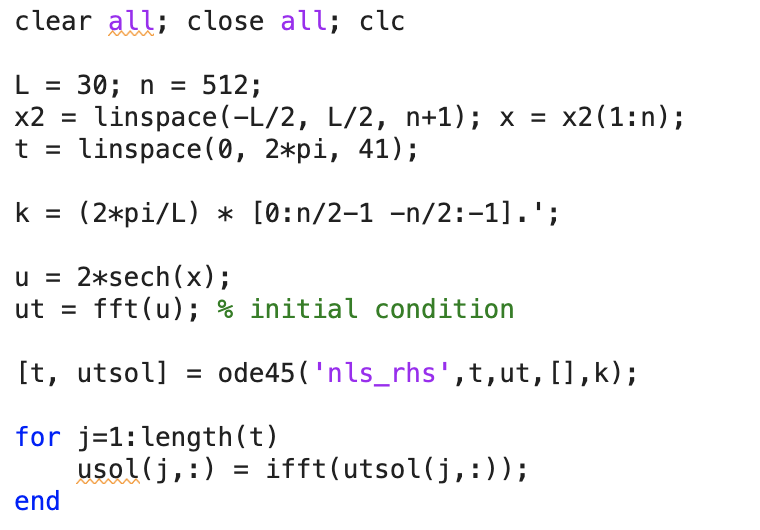 clear all; close all; clc
L = 30; n = 512;
x2 = linspace(-L/2, L/2, n+1); x = x2(1:n);
t = linspace(0, 2*pi, 41);
k = (2*pi/L) * [0:n/2-1 -n/2:-1].';
u = 2*sech(x);
ut = fft(u); % initial condition
[t, utsol] = ode45('nls_rhs',t,ut,[],k);
for j=1:length(t)
    usol(j,:) = ifft(utsol(j,:));
end